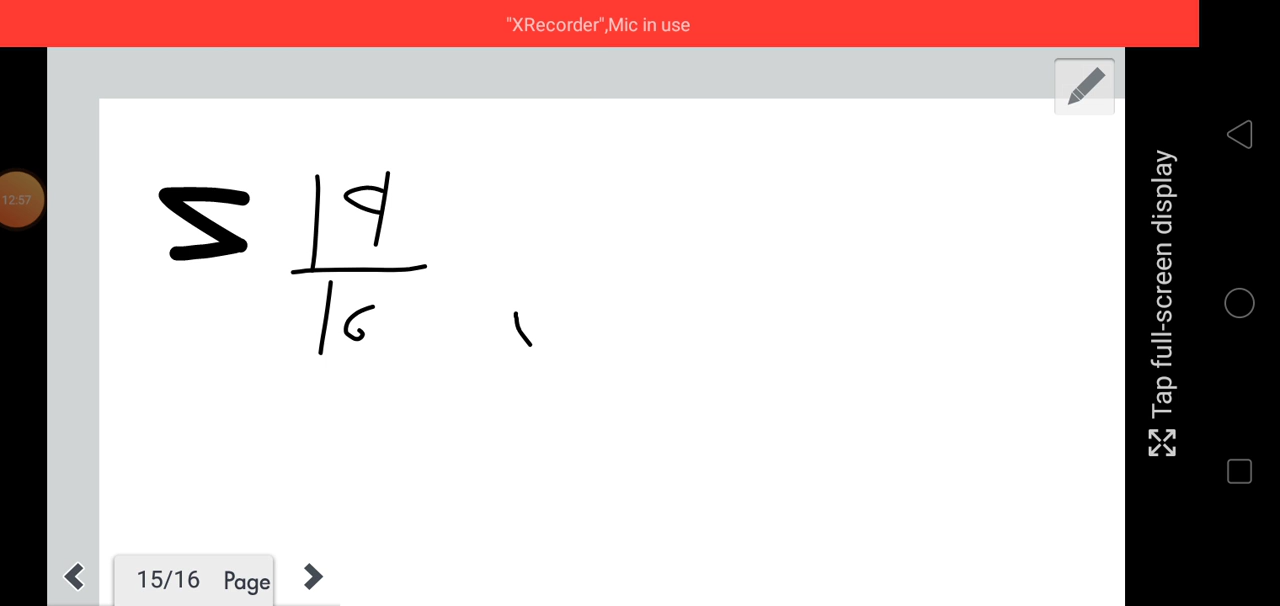 "XRecorder",Mic in use
12:57
Σ 19
16
Tap full-screen display
15/16 Page